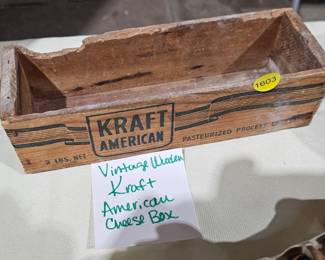 1603
KRAFT
AMERICAN
2 LBS. NET
PASTEURIZED PROCESS
Vintage Wooden
Kraft
American
Cheese Box